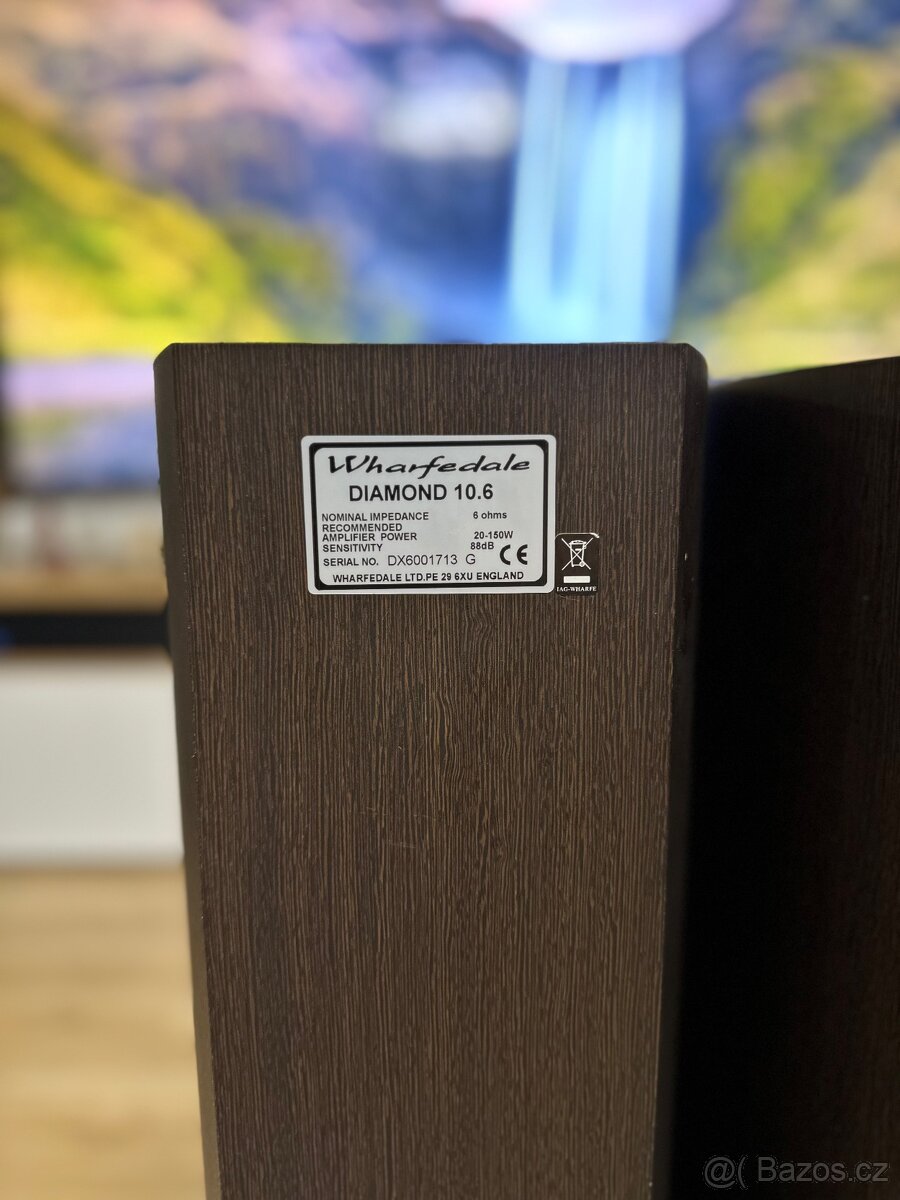 Wharfedale
DIAMOND 10.6
NOMINAL IMPEDANCE 6 ohms
RECOMMENDED
AMPLIFIER POWER 20-150W
SENSITIVITY 88dB
SERIAL NO. DX6001713 G CE
WHARFEDALE LTD.PE 29 6XU ENGLAND
IAG-WHARFE
@( Bazos.cz